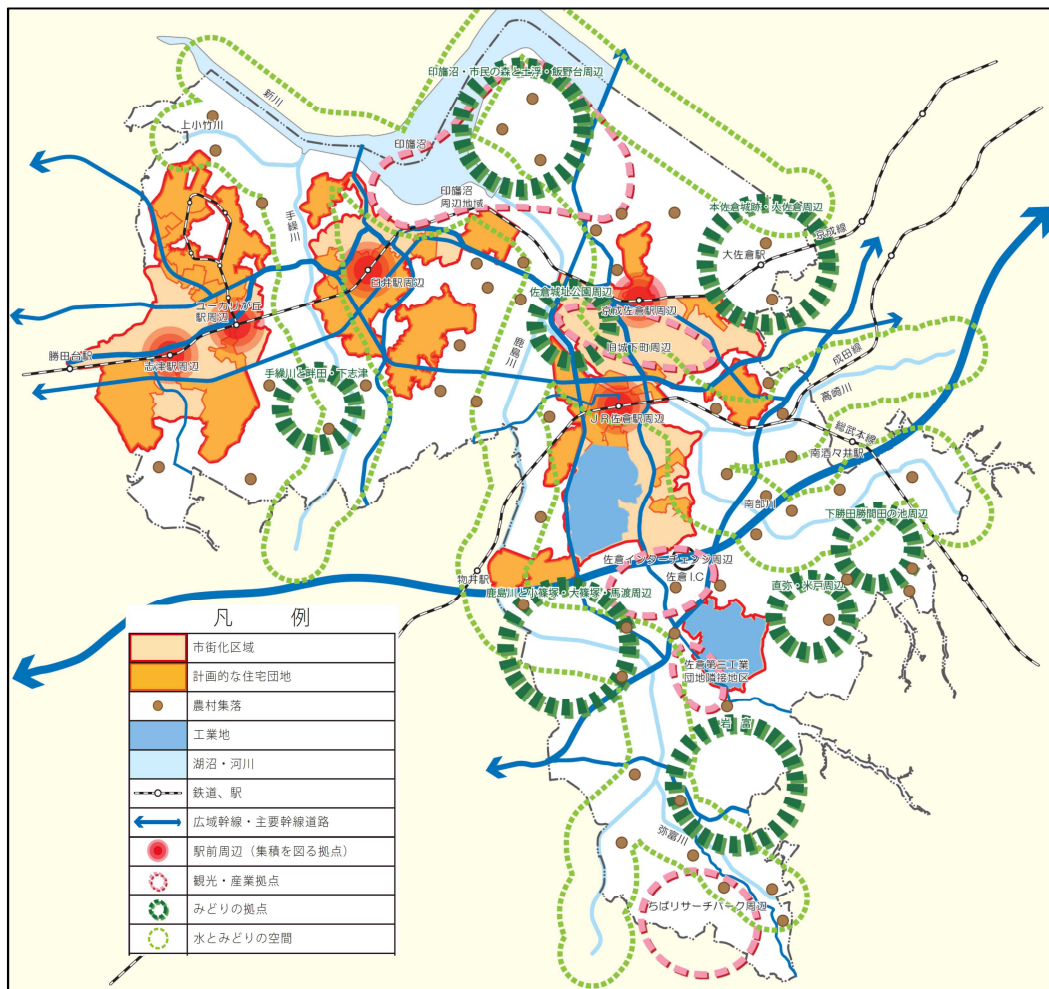 印旛沼・市民の森と土浮・飯野台周辺
新川
上小竹川
印旛沼
手繰川
印旛沼
周辺地域
本佐倉城跡・大佐倉周辺
京成線
大佐倉駅
臼井駅周辺
佐倉城址公園周辺
ユーカリが丘
駅周辺
京成佐倉駅周辺
旧城下町周辺
鹿島川
勝田台駅
志津駅周辺
手繰川と畔田・下志津
成田線
高崎川
JR佐倉駅周辺
総武本線
南酒々井駅
南部川
下勝田勝間田の池周辺
佐倉インターチェンジ周辺
佐倉I.C
物井駅
直弥・米戸周辺
鹿島川と小篠塚・大篠塚・馬渡周辺
佐倉第三工業
団地隣接地区
岩富
弥富川
ちばリサーチパーク周辺
凡 例
市街化区域
計画的な住宅団地
農村集落
工業地
湖沼・河川
鉄道、駅
広域幹線・主要幹線道路
駅前周辺(集積を図る拠点)
観光・産業拠点
みどりの拠点
水とみどりの空間